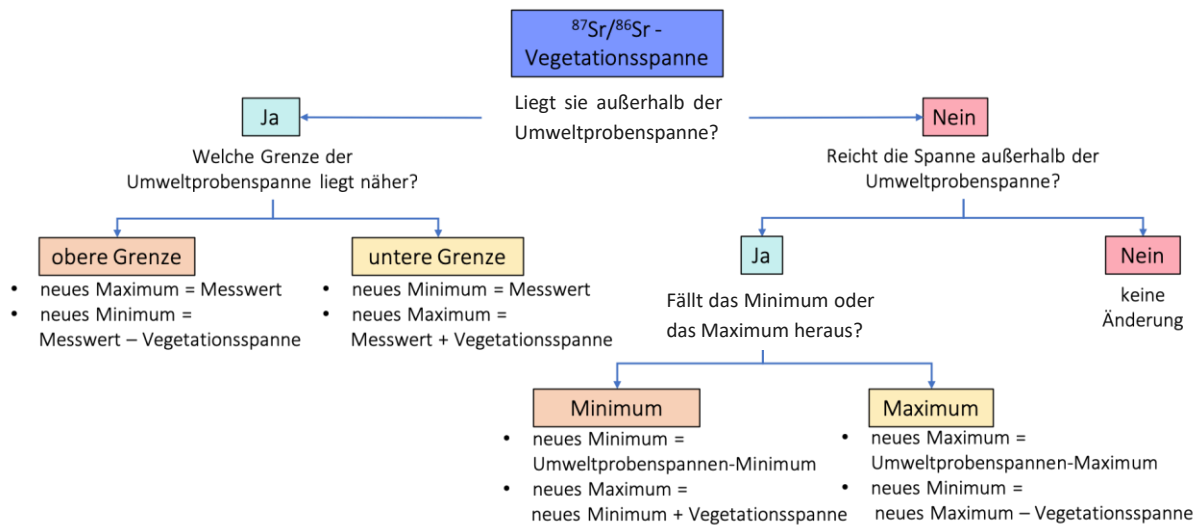 ⁸⁷Sr/⁸⁶Sr -
Vegetationsspanne
Liegt sie außerhalb der
Umweltprobenspanne?
Ja
Welche Grenze der
Umweltprobenspanne liegt näher?
obere Grenze
• neues Maximum = Messwert
• neues Minimum =
Messwert – Vegetationsspanne
untere Grenze
• neues Minimum = Messwert
• neues Maximum =
Messwert + Vegetationsspanne
Nein
Reicht die Spanne außerhalb der
Umweltprobenspanne?
Ja
Fällt das Minimum oder
das Maximum heraus?
Nein
keine
Änderung
Minimum
• neues Minimum =
Umweltprobenspannen-Minimum
• neues Maximum =
neues Minimum + Vegetationsspanne
Maximum
• neues Maximum =
Umweltprobenspannen-Maximum
• neues Minimum =
neues Maximum – Vegetationsspanne